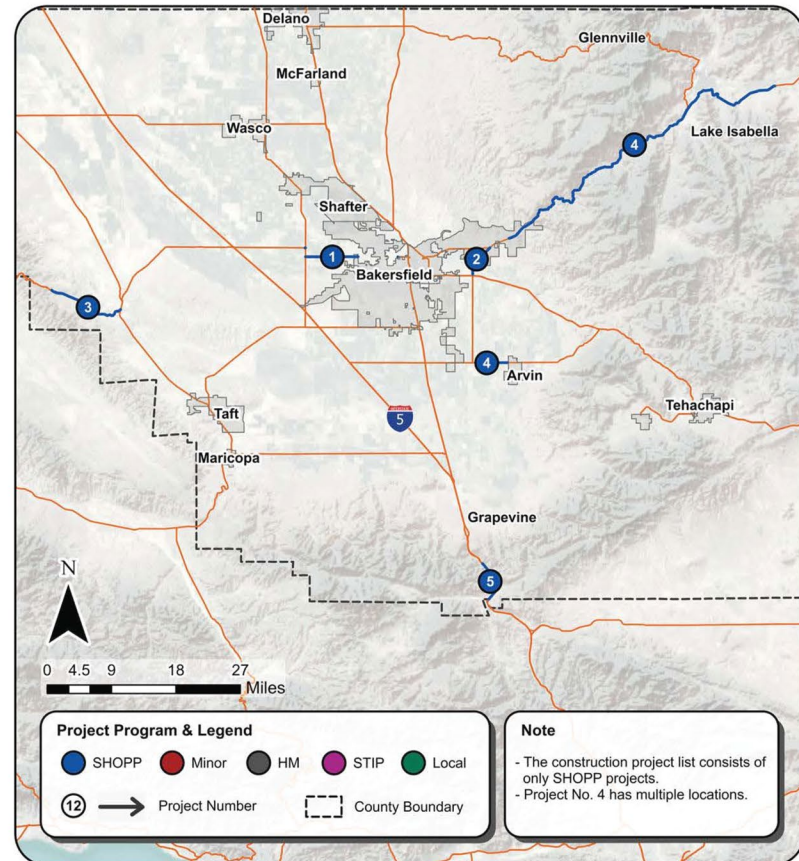 Delano
Glennville
McFarland
Wasco
4
Lake Isabella
Shafter
1
2
Bakersfield
3
4
Arvin
Taft
5
Tehachapi
Maricopa
Grapevine
5
N
0 4.5 9 18 27
Miles
Project Program & Legend
SHOPP Minor HM STIP Local
12 Project Number County Boundary
Note
- The construction project list consists of
only SHOPP projects.
- Project No. 4 has multiple locations.